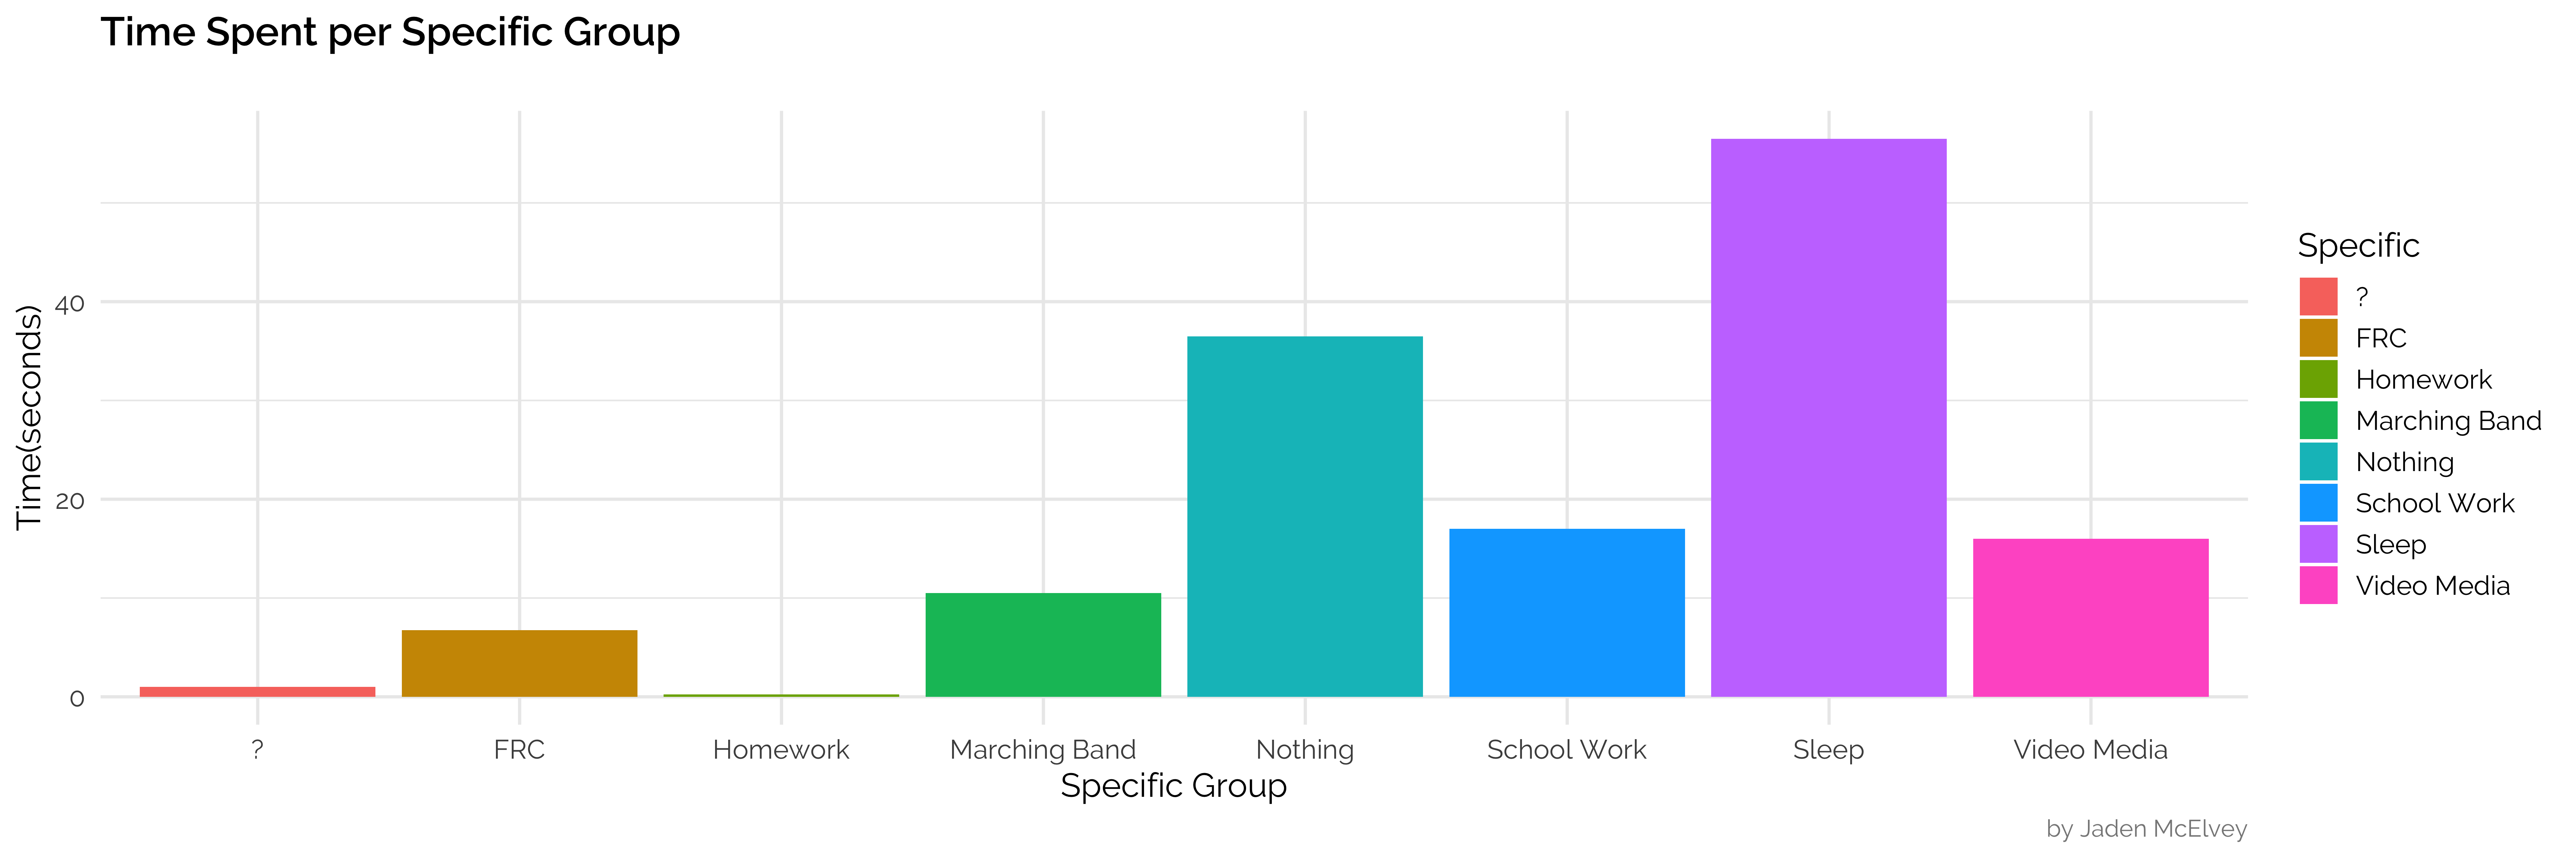 Time Spent per Specific Group
Time(seconds)
40
20
0
?
FRC
Homework
Marching Band
Nothing
School Work
Sleep
Video Media
Specific Group
Specific
?
FRC
Homework
Marching Band
Nothing
School Work
Sleep
Video Media
by Jaden McElvey